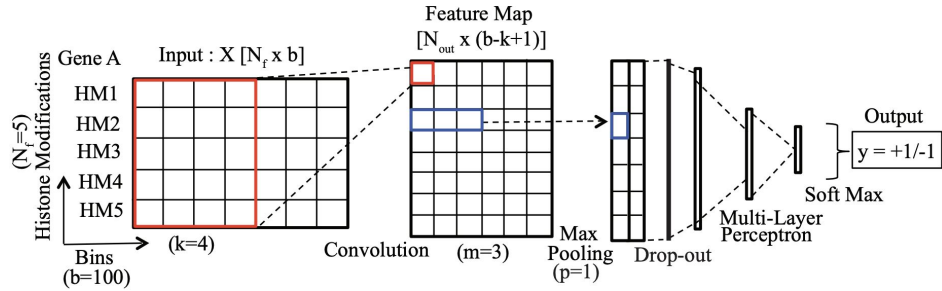 Feature Map
[N_out x (b-k+1)]
Gene A
Input : X [N_f x b]
HM1
HM2
HM3
HM4
HM5
Histone Modifications
(N_f=5)
Bins
(b=100)
(k=4)
Convolution
(m=3)
Max
Pooling
(p=1)
Drop-out
Multi-Layer
Perceptron
Soft Max
Output
y = +1/-1